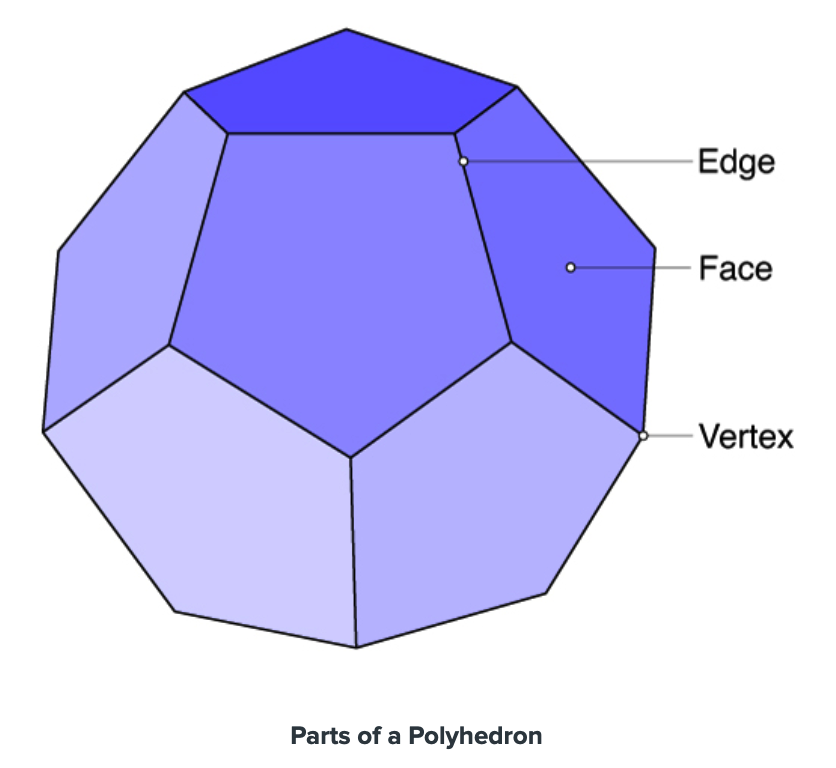 Edge
Face
Vertex
Parts of a Polyhedron